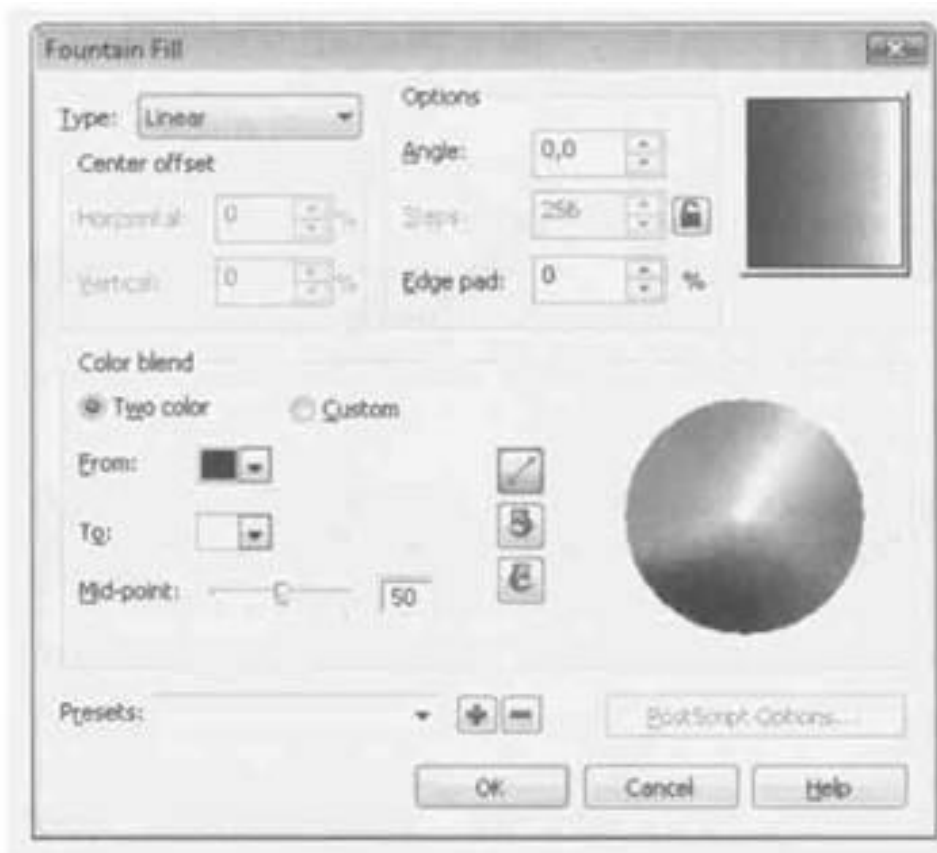 Fountain Fill
Type: Linear
Center offset
Horizontal: 0 %
Vertical: 0 %
Options
Angle: 0,0
Steps: 256
Edge pad: 0 %
Color blend
Two color Custom
From:
To:
Mid-point: 50
Presets:
PostScript Options...
OK Cancel Help